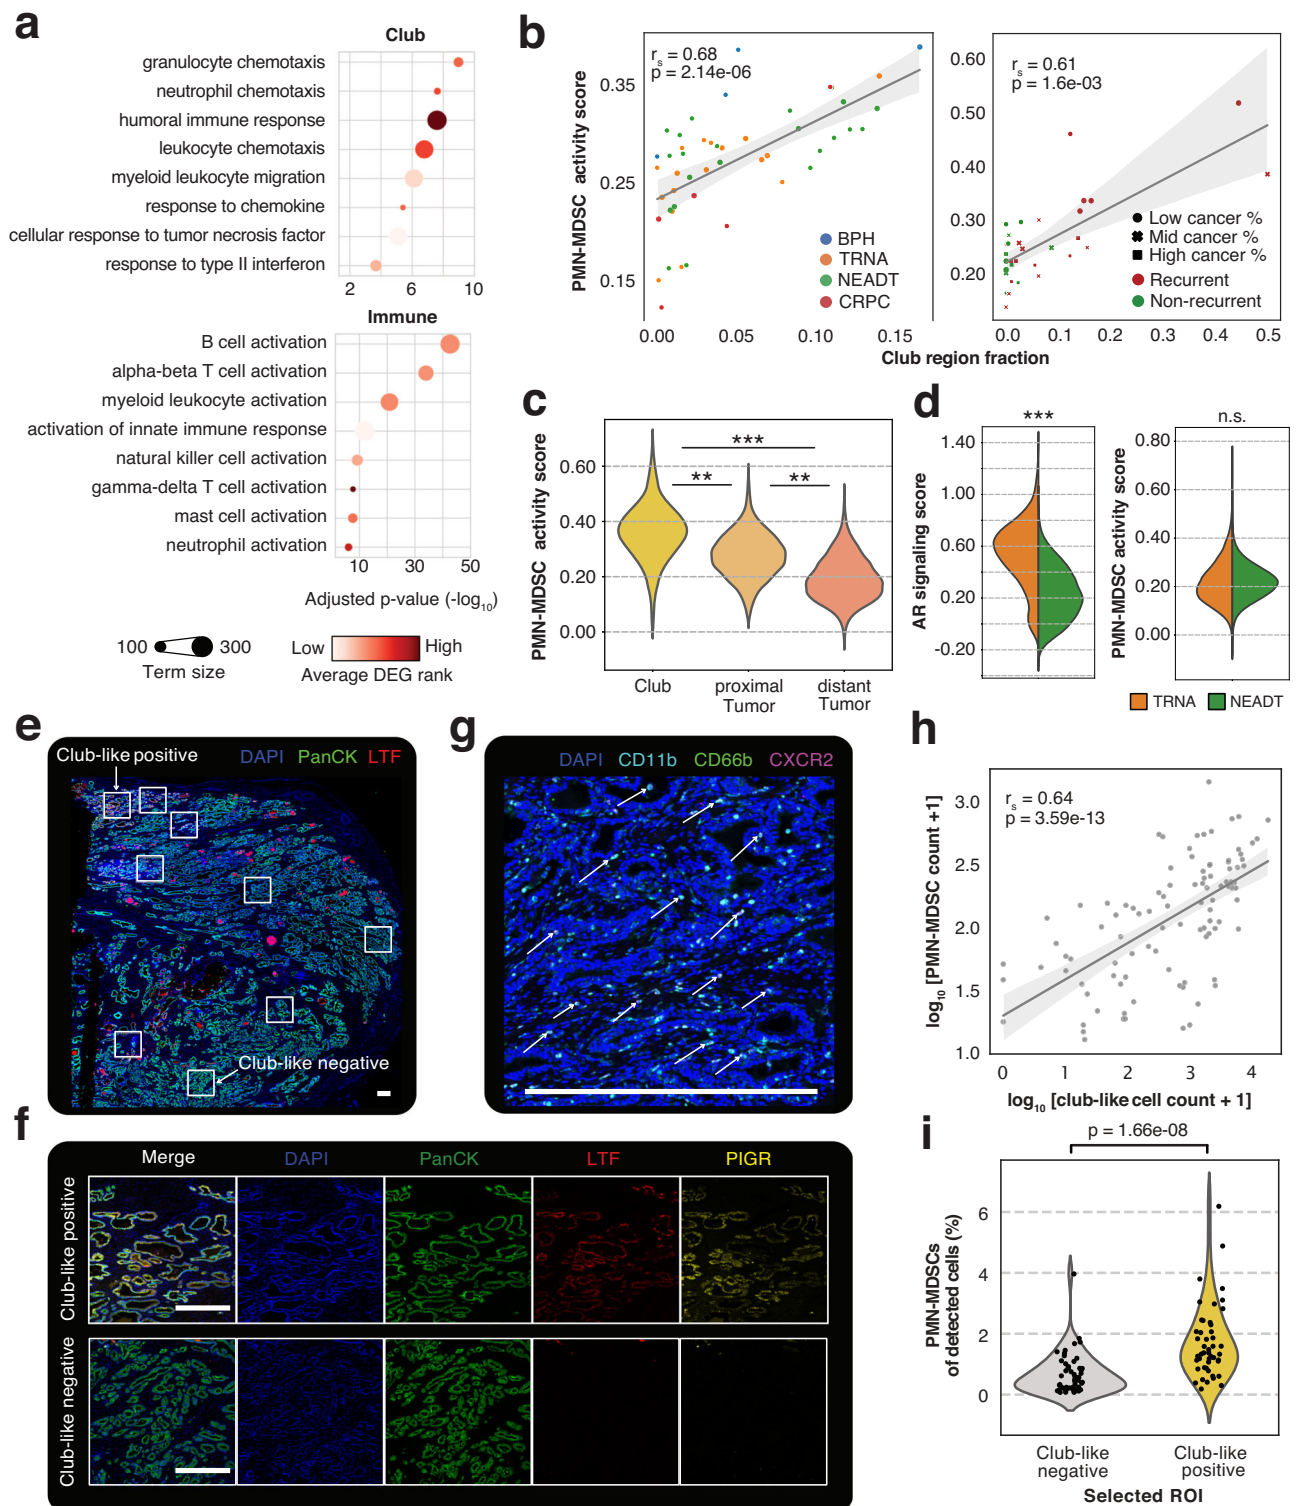 a
Club
granulocyte chemotaxis
neutrophil chemotaxis
humoral immune response
leukocyte chemotaxis
myeloid leukocyte migration
response to chemokine
cellular response to tumor necrosis factor
response to type II interferon
2 4 6 8 10
Immune
B cell activation
alpha-beta T cell activation
myeloid leukocyte activation
activation of innate immune response
natural killer cell activation
gamma-delta T cell activation
mast cell activation
neutrophil activation
10 30 50
Adjusted p-value (-log₁₀)
100 300
Term size
Low High
Average DEG rank
b
PMN-MDSC activity score
0.35
0.25
0.15
rₛ = 0.68
p = 2.14e-06
BPH
TRNA
NEADT
CRPC
0.00 0.05 0.10 0.15
0.60
0.50
0.40
0.30
0.20
rₛ = 0.61
p = 1.6e-03
Low cancer %
Mid cancer %
High cancer %
Recurrent
Non-recurrent
0.0 0.1 0.2 0.3 0.4 0.5
Club region fraction
c
PMN-MDSC activity score
0.60
0.40
0.20
0.00
***
** **
Club
proximal
Tumor
distant
Tumor
d
AR signaling score
1.40
1.00
0.60
0.20
-0.20
***
PMN-MDSC activity score
0.80
0.60
0.40
0.20
0.00
n.s.
TRNA NEADT
e
Club-like positive
DAPI PanCK LTF
Club-like negative
f
Merge DAPI PanCK LTF PIGR
Club-like positive
Club-like negative
g
DAPI CD11b CD66b CXCR2
h
log₁₀ [PMN-MDSC count +1]
3.0
2.5
2.0
1.5
1.0
rₛ = 0.64
p = 3.59e-13
0 1 2 3 4
log₁₀ [club-like cell count + 1]
i
p = 1.66e-08
PMN-MDSCs
of detected cells (%)
6
4
2
0
Club-like
negative
Club-like
positive
Selected ROI